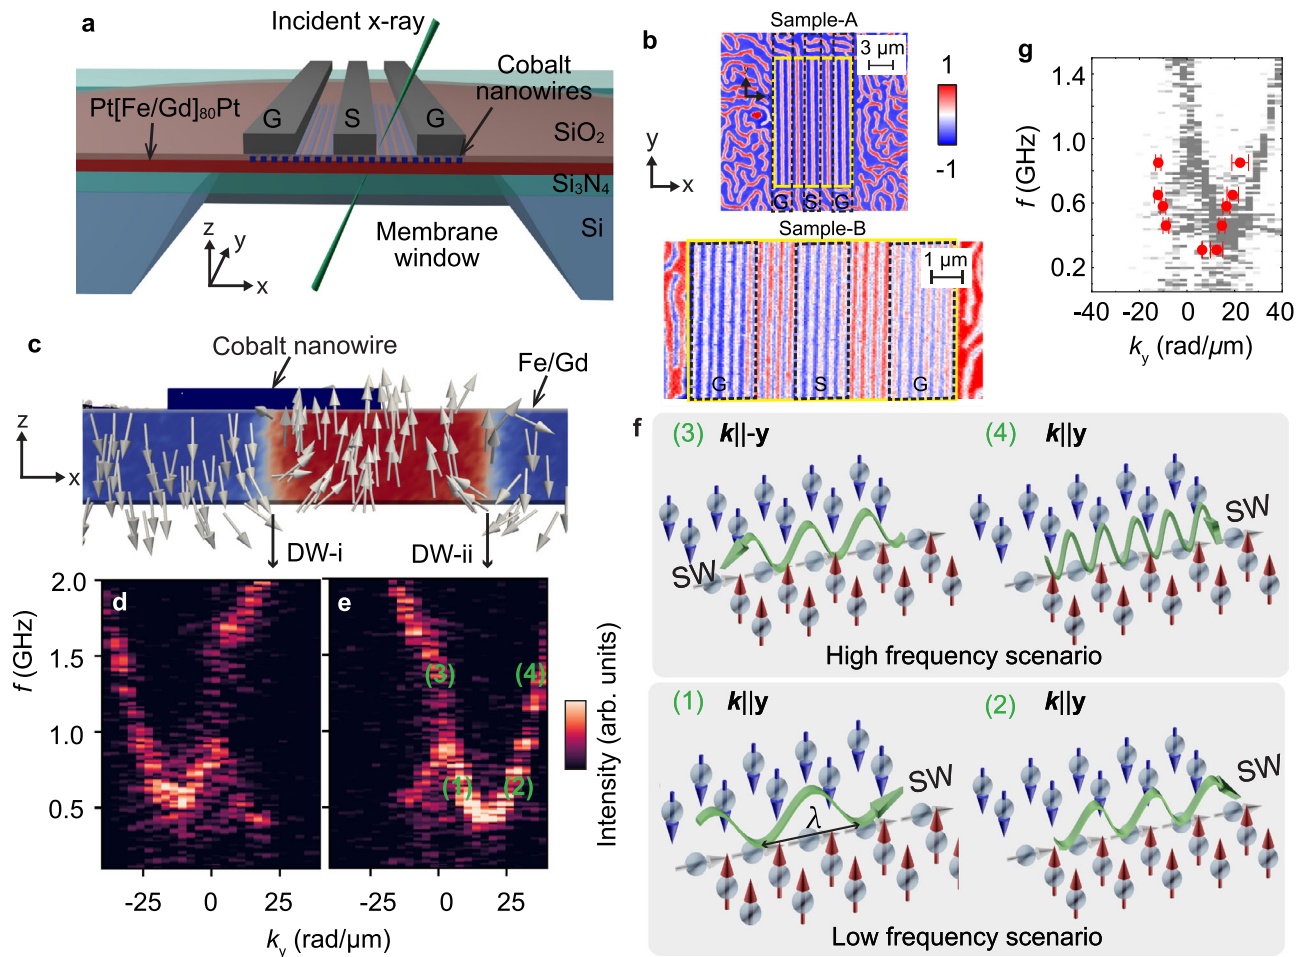 a
Incident x-ray
Cobalt
nanowires
Pt[Fe/Gd]80Pt
G
S
G
SiO2
Si3N4
Si
Membrane
window
z
y
x
b
Sample-A
3 µm
1
-1
y
x
G
S
G
Sample-B
1 µm
G
S
G
g
1.4
1.0
0.6
0.2
f (GHz)
-40
-20
0
20
40
ky (rad/µm)
c
Cobalt nanowire
Fe/Gd
z
x
DW-i
DW-ii
d
e
2.0
1.5
1.0
0.5
f (GHz)
(3)
(4)
(1)
(2)
-25
0
25
-25
0
25
ky (rad/µm)
Intensity (arb. units)
f
(3) k||-y
(4) k||y
SW
SW
High frequency scenario
(1) k||y
(2) k||y
SW
SW
λ
Low frequency scenario